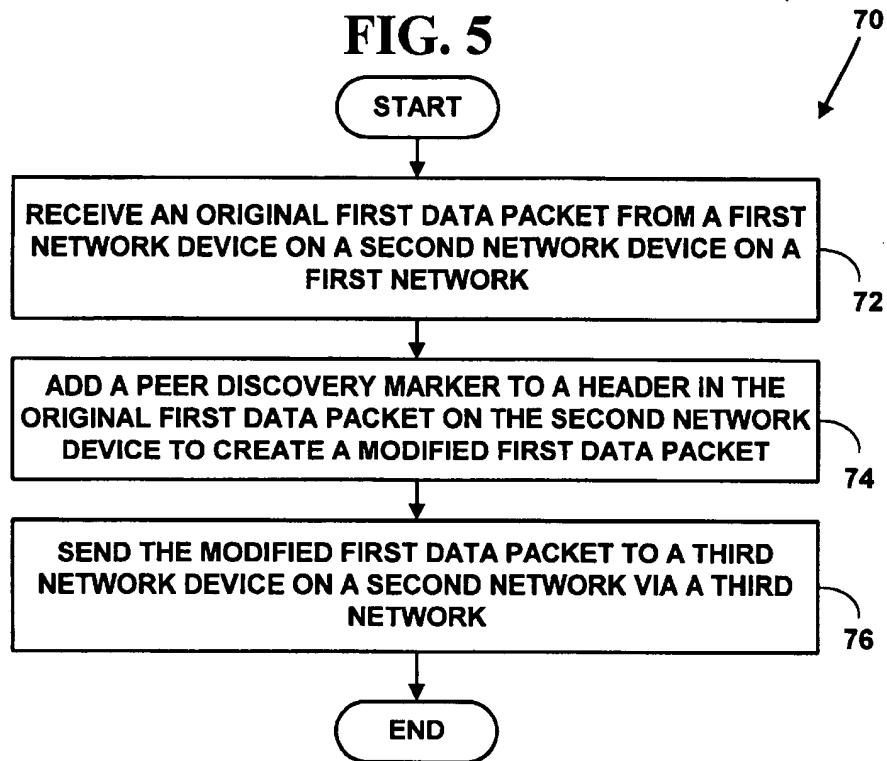 FIG. 5
70
START
RECEIVE AN ORIGINAL FIRST DATA PACKET FROM A FIRST
NETWORK DEVICE ON A SECOND NETWORK DEVICE ON A
FIRST NETWORK
72
ADD A PEER DISCOVERY MARKER TO A HEADER IN THE
ORIGINAL FIRST DATA PACKET ON THE SECOND NETWORK
DEVICE TO CREATE A MODIFIED FIRST DATA PACKET
74
SEND THE MODIFIED FIRST DATA PACKET TO A THIRD
NETWORK DEVICE ON A SECOND NETWORK VIA A THIRD
NETWORK
76
END